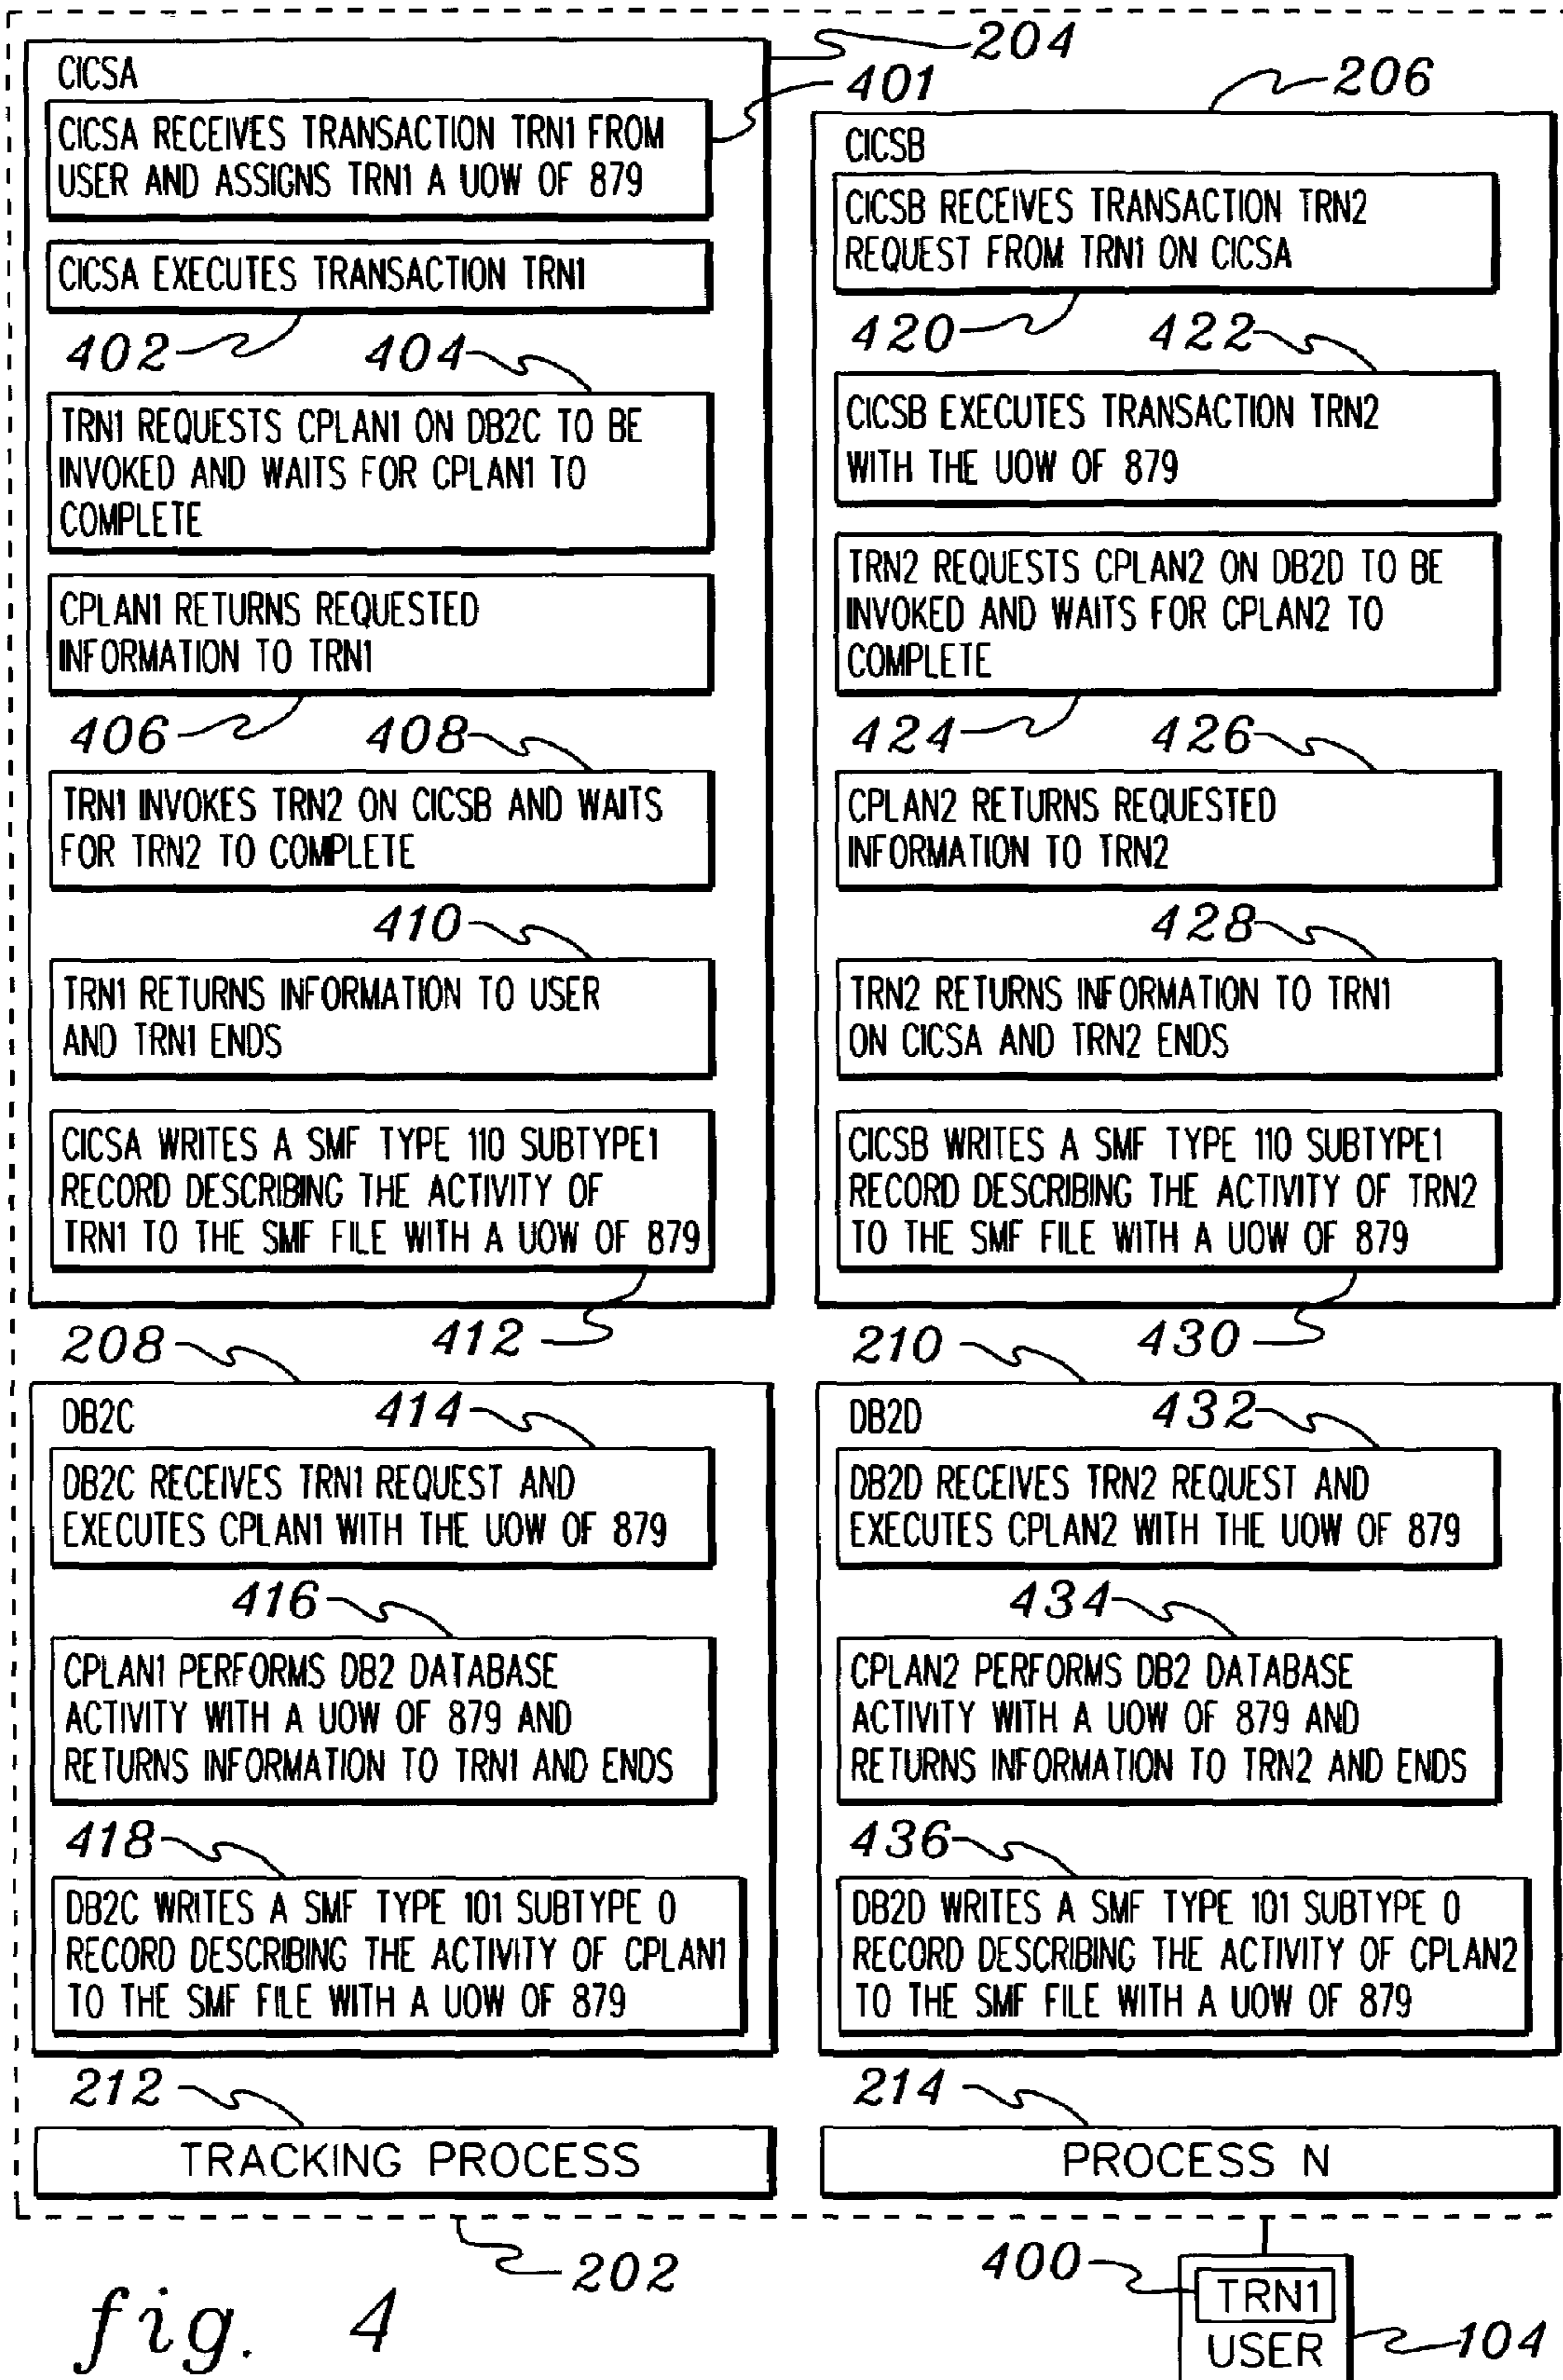 204
CICSA
401
CICSA RECEIVES TRANSACTION TRN1 FROM
USER AND ASSIGNS TRN1 A UOW OF 879
CICSA EXECUTES TRANSACTION TRN1
402
404
TRN1 REQUESTS CPLAN1 ON DB2C TO BE
INVOKED AND WAITS FOR CPLAN1 TO
COMPLETE
CPLAN1 RETURNS REQUESTED
INFORMATION TO TRN1
406
408
TRN1 INVOKES TRN2 ON CICSB AND WAITS
FOR TRN2 TO COMPLETE
410
TRN1 RETURNS INFORMATION TO USER
AND TRN1 ENDS
CICSA WRITES A SMF TYPE 110 SUBTYPE1
RECORD DESCRIBING THE ACTIVITY OF
TRN1 TO THE SMF FILE WITH A UOW OF 879
412
206
CICSB
CICSB RECEIVES TRANSACTION TRN2
REQUEST FROM TRN1 ON CICSA
420
422
CICSB EXECUTES TRANSACTION TRN2
WITH THE UOW OF 879
TRN2 REQUESTS CPLAN2 ON DB2D TO BE
INVOKED AND WAITS FOR CPLAN2 TO
COMPLETE
424
426
CPLAN2 RETURNS REQUESTED
INFORMATION TO TRN2
428
TRN2 RETURNS INFORMATION TO TRN1
ON CICSA AND TRN2 ENDS
CICSB WRITES A SMF TYPE 110 SUBTYPE1
RECORD DESCRIBING THE ACTIVITY OF TRN2
TO THE SMF FILE WITH A UOW OF 879
430
208
DB2C
414
DB2C RECEIVES TRN1 REQUEST AND
EXECUTES CPLAN1 WITH THE UOW OF 879
416
CPLAN1 PERFORMS DB2 DATABASE
ACTIVITY WITH A UOW OF 879 AND
RETURNS INFORMATION TO TRN1 AND ENDS
418
DB2C WRITES A SMF TYPE 101 SUBTYPE 0
RECORD DESCRIBING THE ACTIVITY OF CPLAN1
TO THE SMF FILE WITH A UOW OF 879
210
DB2D
432
DB2D RECEIVES TRN2 REQUEST AND
EXECUTES CPLAN2 WITH THE UOW OF 879
434
CPLAN2 PERFORMS DB2 DATABASE
ACTIVITY WITH A UOW OF 879 AND
RETURNS INFORMATION TO TRN2 AND ENDS
436
DB2D WRITES A SMF TYPE 101 SUBTYPE 0
RECORD DESCRIBING THE ACTIVITY OF CPLAN2
TO THE SMF FILE WITH A UOW OF 879
212
TRACKING PROCESS
214
PROCESS N
202
400
TRN1
USER
104
fig. 4